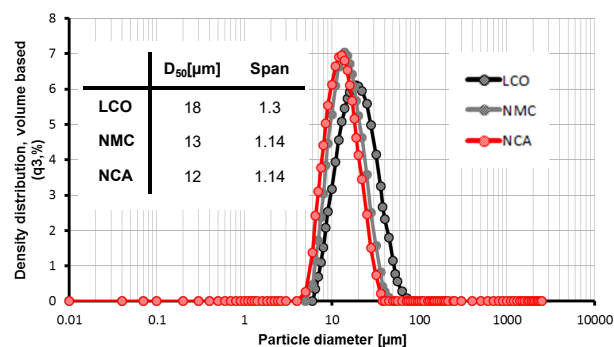 Density distribution, volume based
(q3,%)
8
7
6
5
4
3
2
1
0
D50[µm] Span
LCO 18 1.3
NMC 13 1.14
NCA 12 1.14
LCO
NMC
NCA
0.01 0.1 1 10 100 1000 10000
Particle diameter [µm]